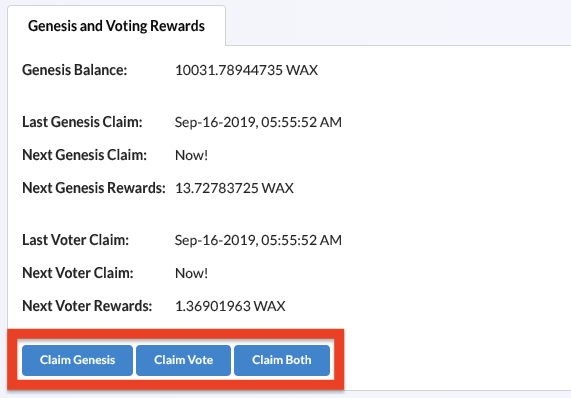 Genesis and Voting Rewards
Genesis Balance: 10031.78944735 WAX
Last Genesis Claim: Sep-16-2019, 05:55:52 AM
Next Genesis Claim: Now!
Next Genesis Rewards: 13.72783725 WAX
Last Voter Claim: Sep-16-2019, 05:55:52 AM
Next Voter Claim: Now!
Next Voter Rewards: 1.36901963 WAX
Claim Genesis Claim Vote Claim Both